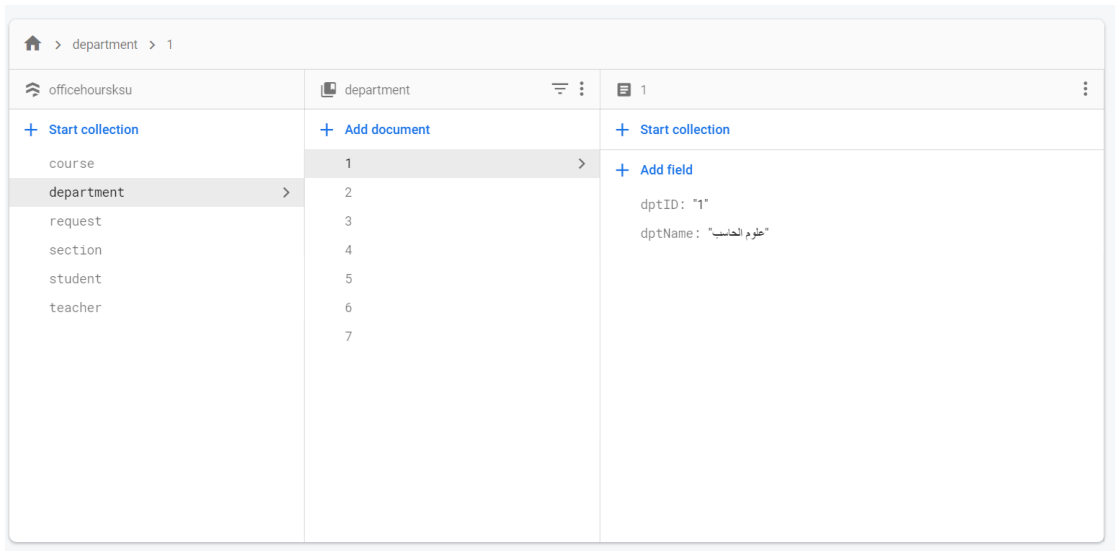 department > 1
officehoursksu
department
1
+ Start collection
+ Add document
+ Start collection
course
department
request
section
student
teacher
1
2
3
4
5
6
7
+ Add field
dptID: "1"
dptName: "علوم الحاسب"